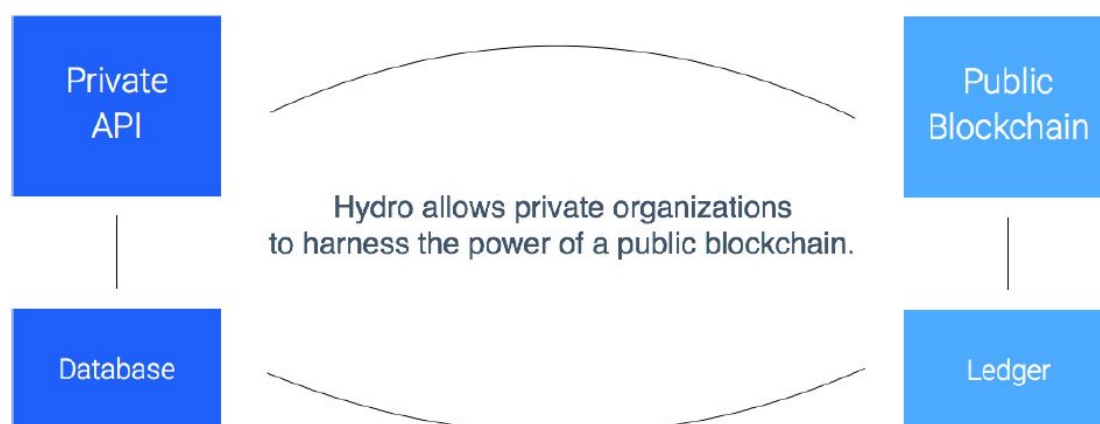 Private
API
Public
Blockchain
Hydro allows private organizations
to harness the power of a public blockchain.
Database
Ledger